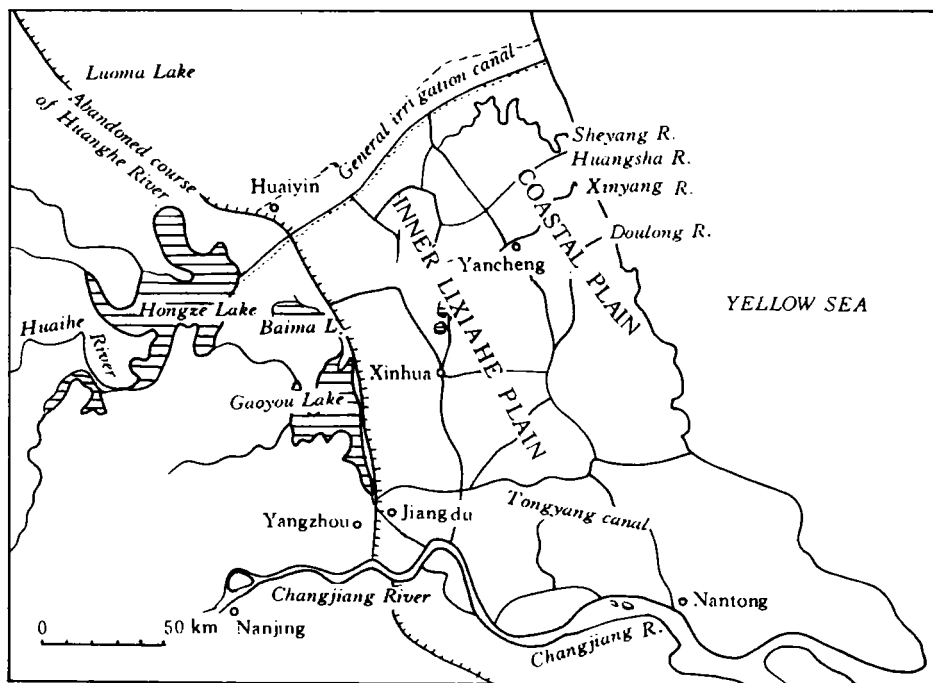 Luoma Lake
Abandoned course
of Huanghe River
General irrigation canal
Sheyang R.
Huangsha R.
Xinyang R.
Doulong R.
Huaiyin
COASTAL PLAIN
INNER LIXIAHE PLAIN
Yancheng
YELLOW SEA
Hongze Lake
Baima L.
Huaihe
River
Xinhua
Gaoyou Lake
Tongyang canal
Yangzhou
Jiangdu
Changjiang River
Nantong
0 50 km
Nanjing
Changjiang R.